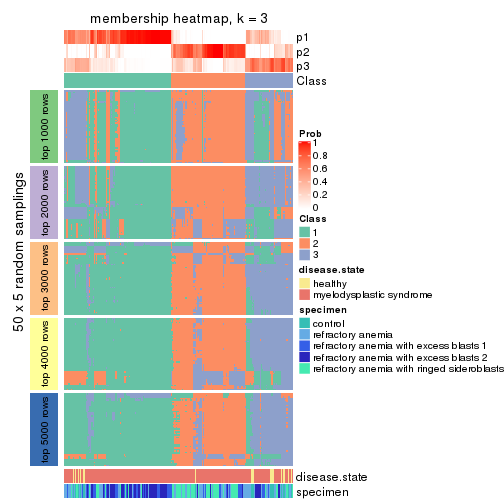 membership heatmap, k = 3
p1
p2
p3
Class
50 x 5 random samplings
top 1000 rows
top 2000 rows
top 3000 rows
top 4000 rows
top 5000 rows
disease.state
specimen
Prob
1
0.8
0.6
0.4
0.2
0
Class
1
2
3
disease.state
healthy
myelodysplastic syndrome
specimen
control
refractory anemia
refractory anemia with excess blasts 1
refractory anemia with excess blasts 2
refractory anemia with ringed sideroblasts